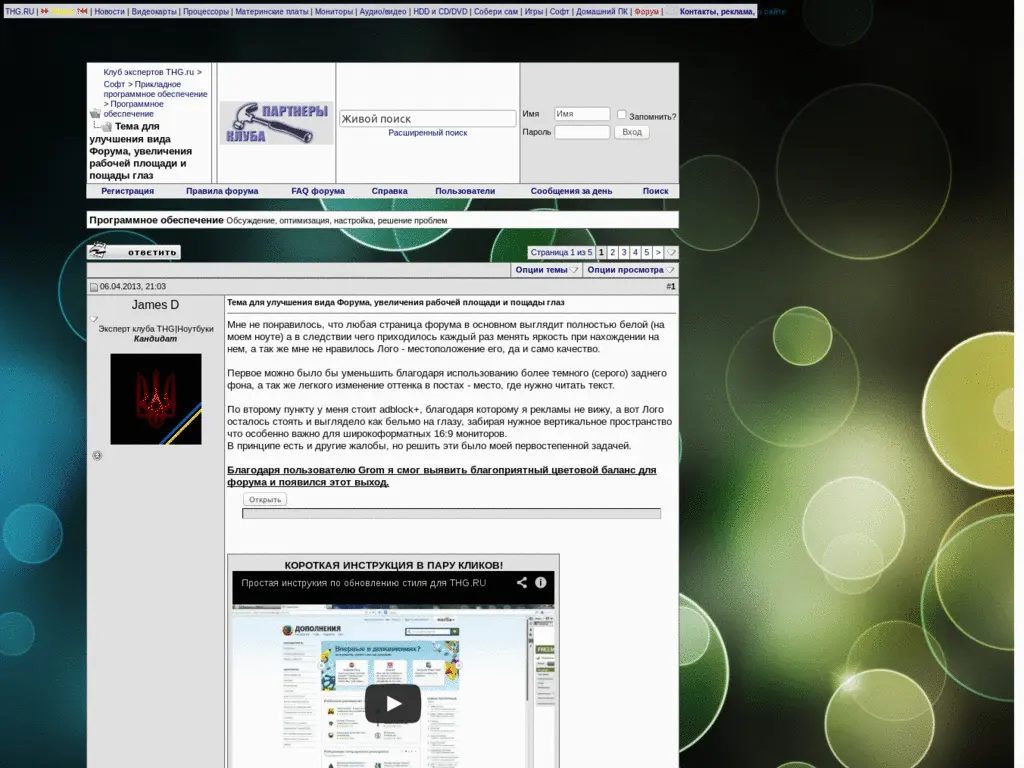 THG.RU | Форум | Новости | Видеокарты | Процессоры | Материнские платы | Мониторы | Аудио/видео | HDD и CD/DVD | Собери сам | Игры | Софт | Домашний ПК | Форум | Контакты, реклама, о сайте
Клуб экспертов THG.ru >
Софт > Прикладное
программное обеспечение
> Программное
обеспечение
Тема для
улучшения вида
Форума, увеличения
рабочей площади и
пощады глаз
ПАРТНЕРЫ
КЛУБА
Живой поиск
Расширенный поиск
Имя Имя Запомнить?
Пароль Вход
Регистрация Правила форума FAQ форума Справка Пользователи Сообщения за день Поиск
Программное обеспечение Обсуждение, оптимизация, настройка, решение проблем
ответить
Страница 1 из 5 1 2 3 4 5 >
Опции темы Опции просмотра
06.04.2013, 21:03 #1
James D
Эксперт клуба THG|Ноутбуки
Кандидат
Тема для улучшения вида Форума, увеличения рабочей площади и пощады глаз
Мне не понравилось, что любая страница форума в основном выглядит полностью белой (на
моем ноуте) а в следствии чего приходилось каждый раз менять яркость при нахождении на
нем, а так же мне не нравилось Лого - местоположение его, да и само качество.
Первое можно было бы уменьшить благодаря использованию более темного (серого) заднего
фона, а так же легкого изменение оттенка в постах - место, где нужно читать текст.
По второму пункту у меня стоит adblock+, благодаря которому я рекламы не вижу, а вот Лого
осталось стоять и выглядело как бельмо на глазу, забирая нужное вертикальное пространство
что особенно важно для широкоформатных 16:9 мониторов.
В принципе есть и другие жалобы, но решить эти было моей первостепенной задачей.
Благодаря пользователю Grom я смог выявить благоприятный цветовой баланс для
форума и появился этот выход.
Открыть
КОРОТКАЯ ИНСТРУКЦИЯ В ПАРУ КЛИКОВ!
Простая инструкия по обновлению стиля для THG.RU
ДОПОЛНЕНИЯ
Впервые в дополнениях?